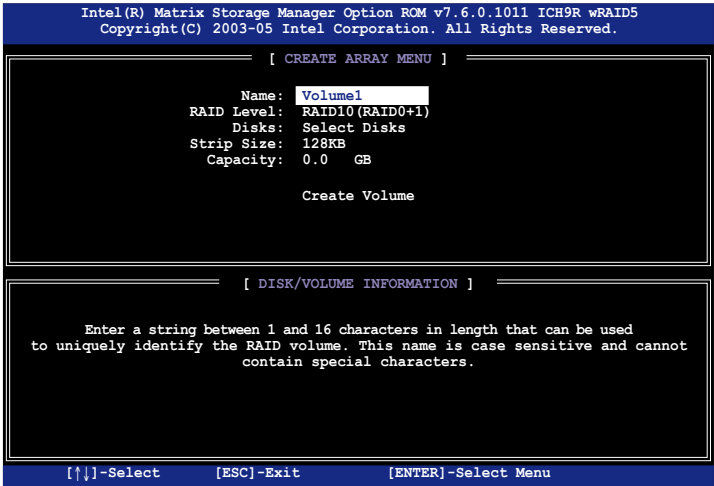 Intel(R) Matrix Storage Manager Option ROM v7.6.0.1011 ICH9R wRAID5
Copyright(C) 2003-05 Intel Corporation. All Rights Reserved.
[ CREATE ARRAY MENU ]
Name: Volume1
RAID Level: RAID10(RAID0+1)
Disks: Select Disks
Strip Size: 128KB
Capacity: 0.0 GB
Create Volume
[ DISK/VOLUME INFORMATION ]
Enter a string between 1 and 16 characters in length that can be used
to uniquely identify the RAID volume. This name is case sensitive and cannot
contain special characters.
[↑↓]-Select [ESC]-Exit [ENTER]-Select Menu